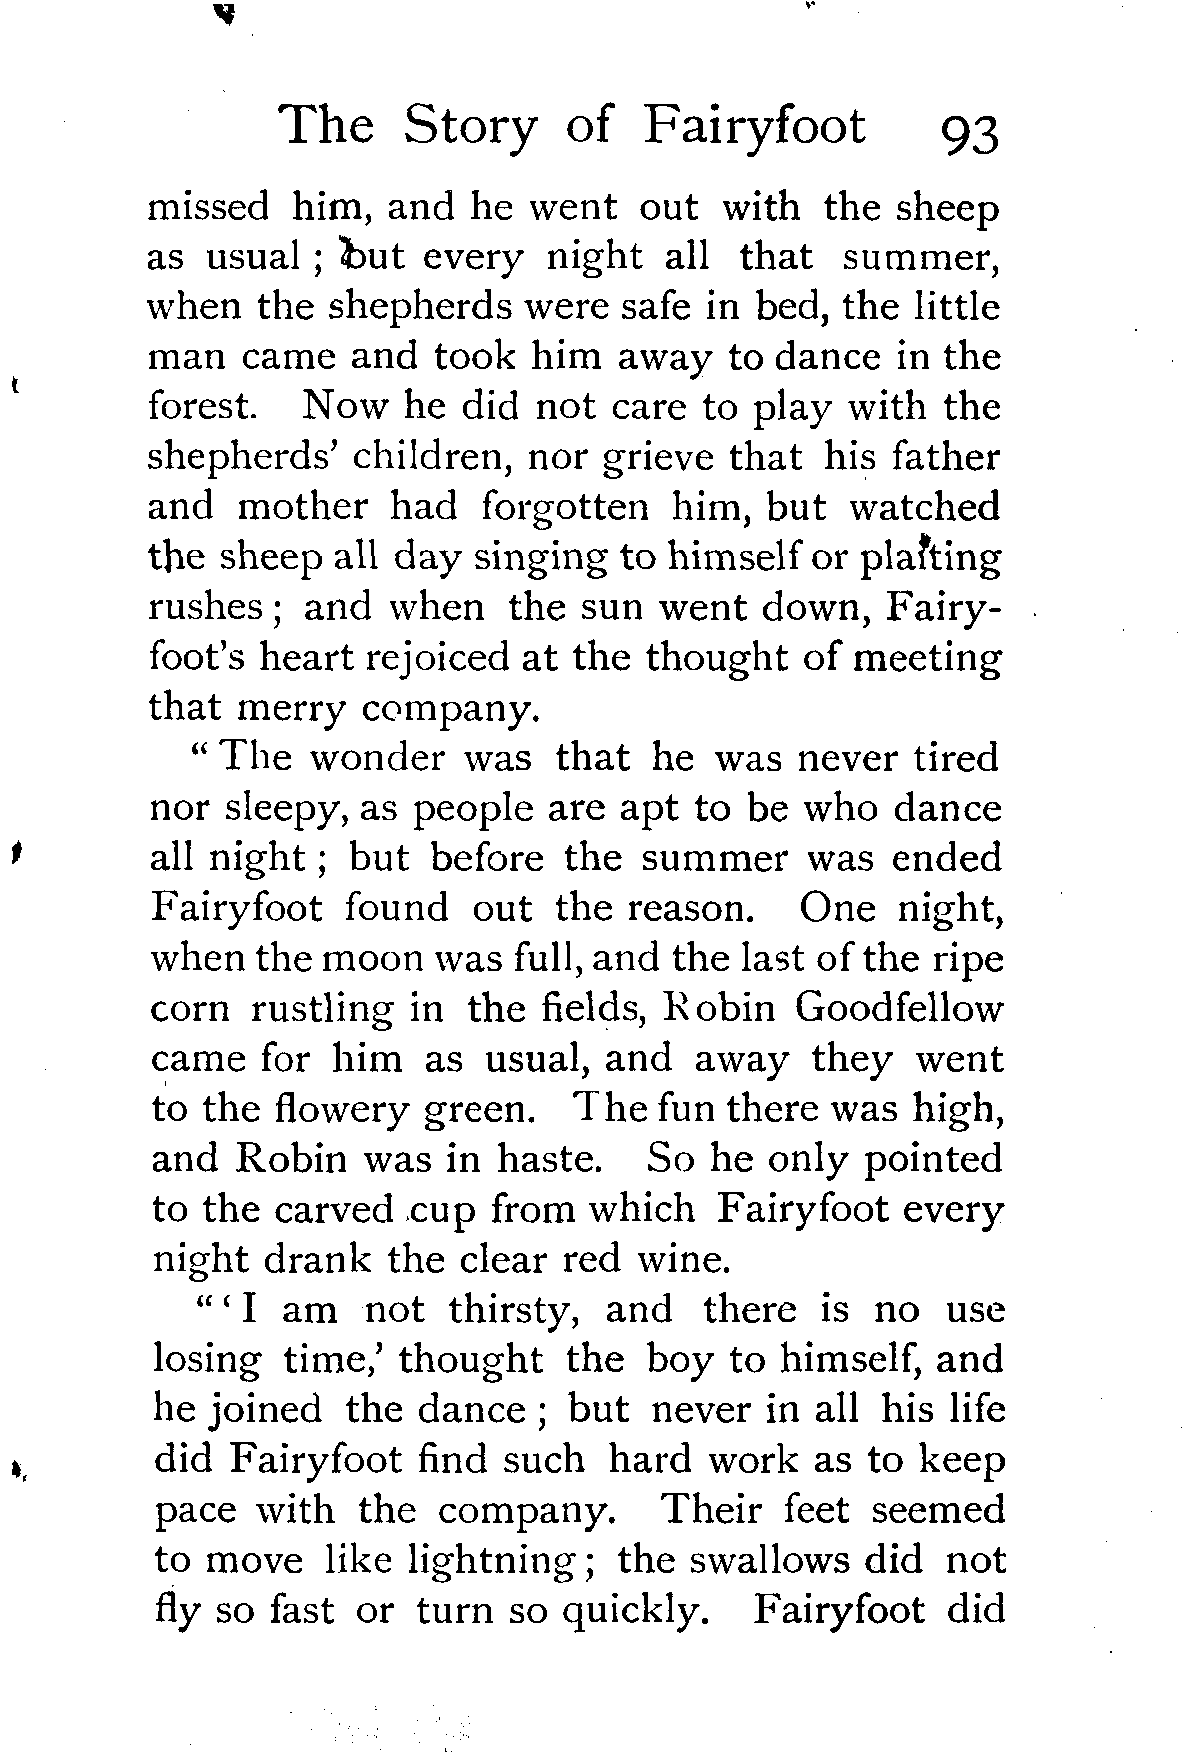 The Story of Fairyfoot 93
missed him, and he went out with the sheep
as usual ; but every night all that summer,
when the shepherds were safe in bed, the little
man came and took him away to dance in the
forest. Now he did not care to play with the
shepherds' children, nor grieve that his father
and mother had forgotten him, but watched
the sheep all day singing to himself or plaiting
rushes ; and when the sun went down, Fairy-
foot's heart rejoiced at the thought of meeting
that merry company.
" The wonder was that he was never tired
nor sleepy, as people are apt to be who dance
all night ; but before the summer was ended
Fairyfoot found out the reason. One night,
when the moon was full, and the last of the ripe
corn rustling in the fields, Robin Goodfellow
came for him as usual, and away they went
to the flowery green. The fun there was high,
and Robin was in haste. So he only pointed
to the carved cup from which Fairyfoot every
night drank the clear red wine.
" ' I am not thirsty, and there is no use
losing time,' thought the boy to himself, and
he joined the dance ; but never in all his life
did Fairyfoot find such hard work as to keep
pace with the company. Their feet seemed
to move like lightning ; the swallows did not
fly so fast or turn so quickly. Fairyfoot did